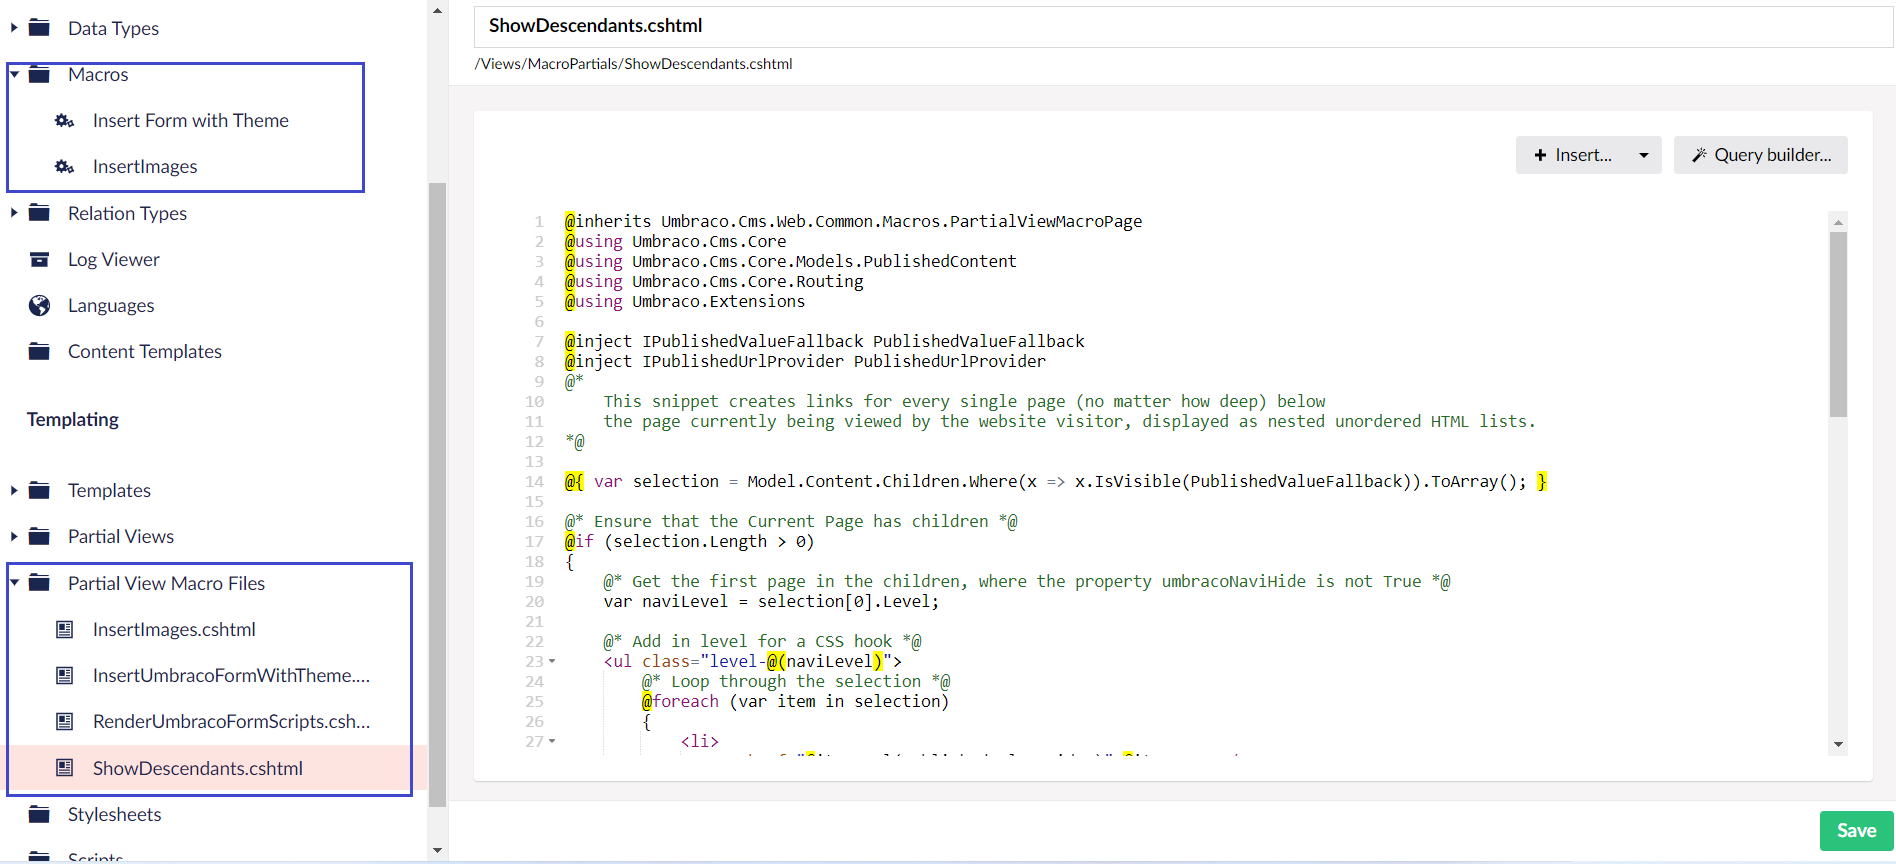 Data Types
Macros
Insert Form with Theme
InsertImages
Relation Types
Log Viewer
Languages
Content Templates
Templating
Templates
Partial Views
Partial View Macro Files
InsertImages.cshtml
InsertUmbracoFormWithTheme....
RenderUmbracoFormScripts.csh...
ShowDescendants.cshtml
Stylesheets
Scripts
ShowDescendants.cshtml
/Views/MacroPartials/ShowDescendants.cshtml
Insert...
Query builder...
1 @inherits Umbraco.Cms.Web.Common.Macros.PartialViewMacroPage
2 @using Umbraco.Cms.Core
3 @using Umbraco.Cms.Core.Models.PublishedContent
4 @using Umbraco.Cms.Core.Routing
5 @using Umbraco.Extensions
6
7 @inject IPublishedValueFallback PublishedValueFallback
8 @inject IPublishedUrlProvider PublishedUrlProvider
9 @*
10 This snippet creates links for every single page (no matter how deep) below
11 the page currently being viewed by the website visitor, displayed as nested unordered HTML lists.
12 *@
13
14 @{ var selection = Model.Content.Children.Where(x => x.IsVisible(PublishedValueFallback)).ToArray(); }
15
16 @* Ensure that the Current Page has children *@
17 @if (selection.Length > 0)
18 {
19 @* Get the first page in the children, where the property umbracoNaviHide is not True *@
20 var naviLevel = selection[0].Level;
21
22 @* Add in level for a CSS hook *@
23 <ul class="level-@(naviLevel)">
24 @* Loop through the selection *@
25 @foreach (var item in selection)
26 {
27 <li>
Save